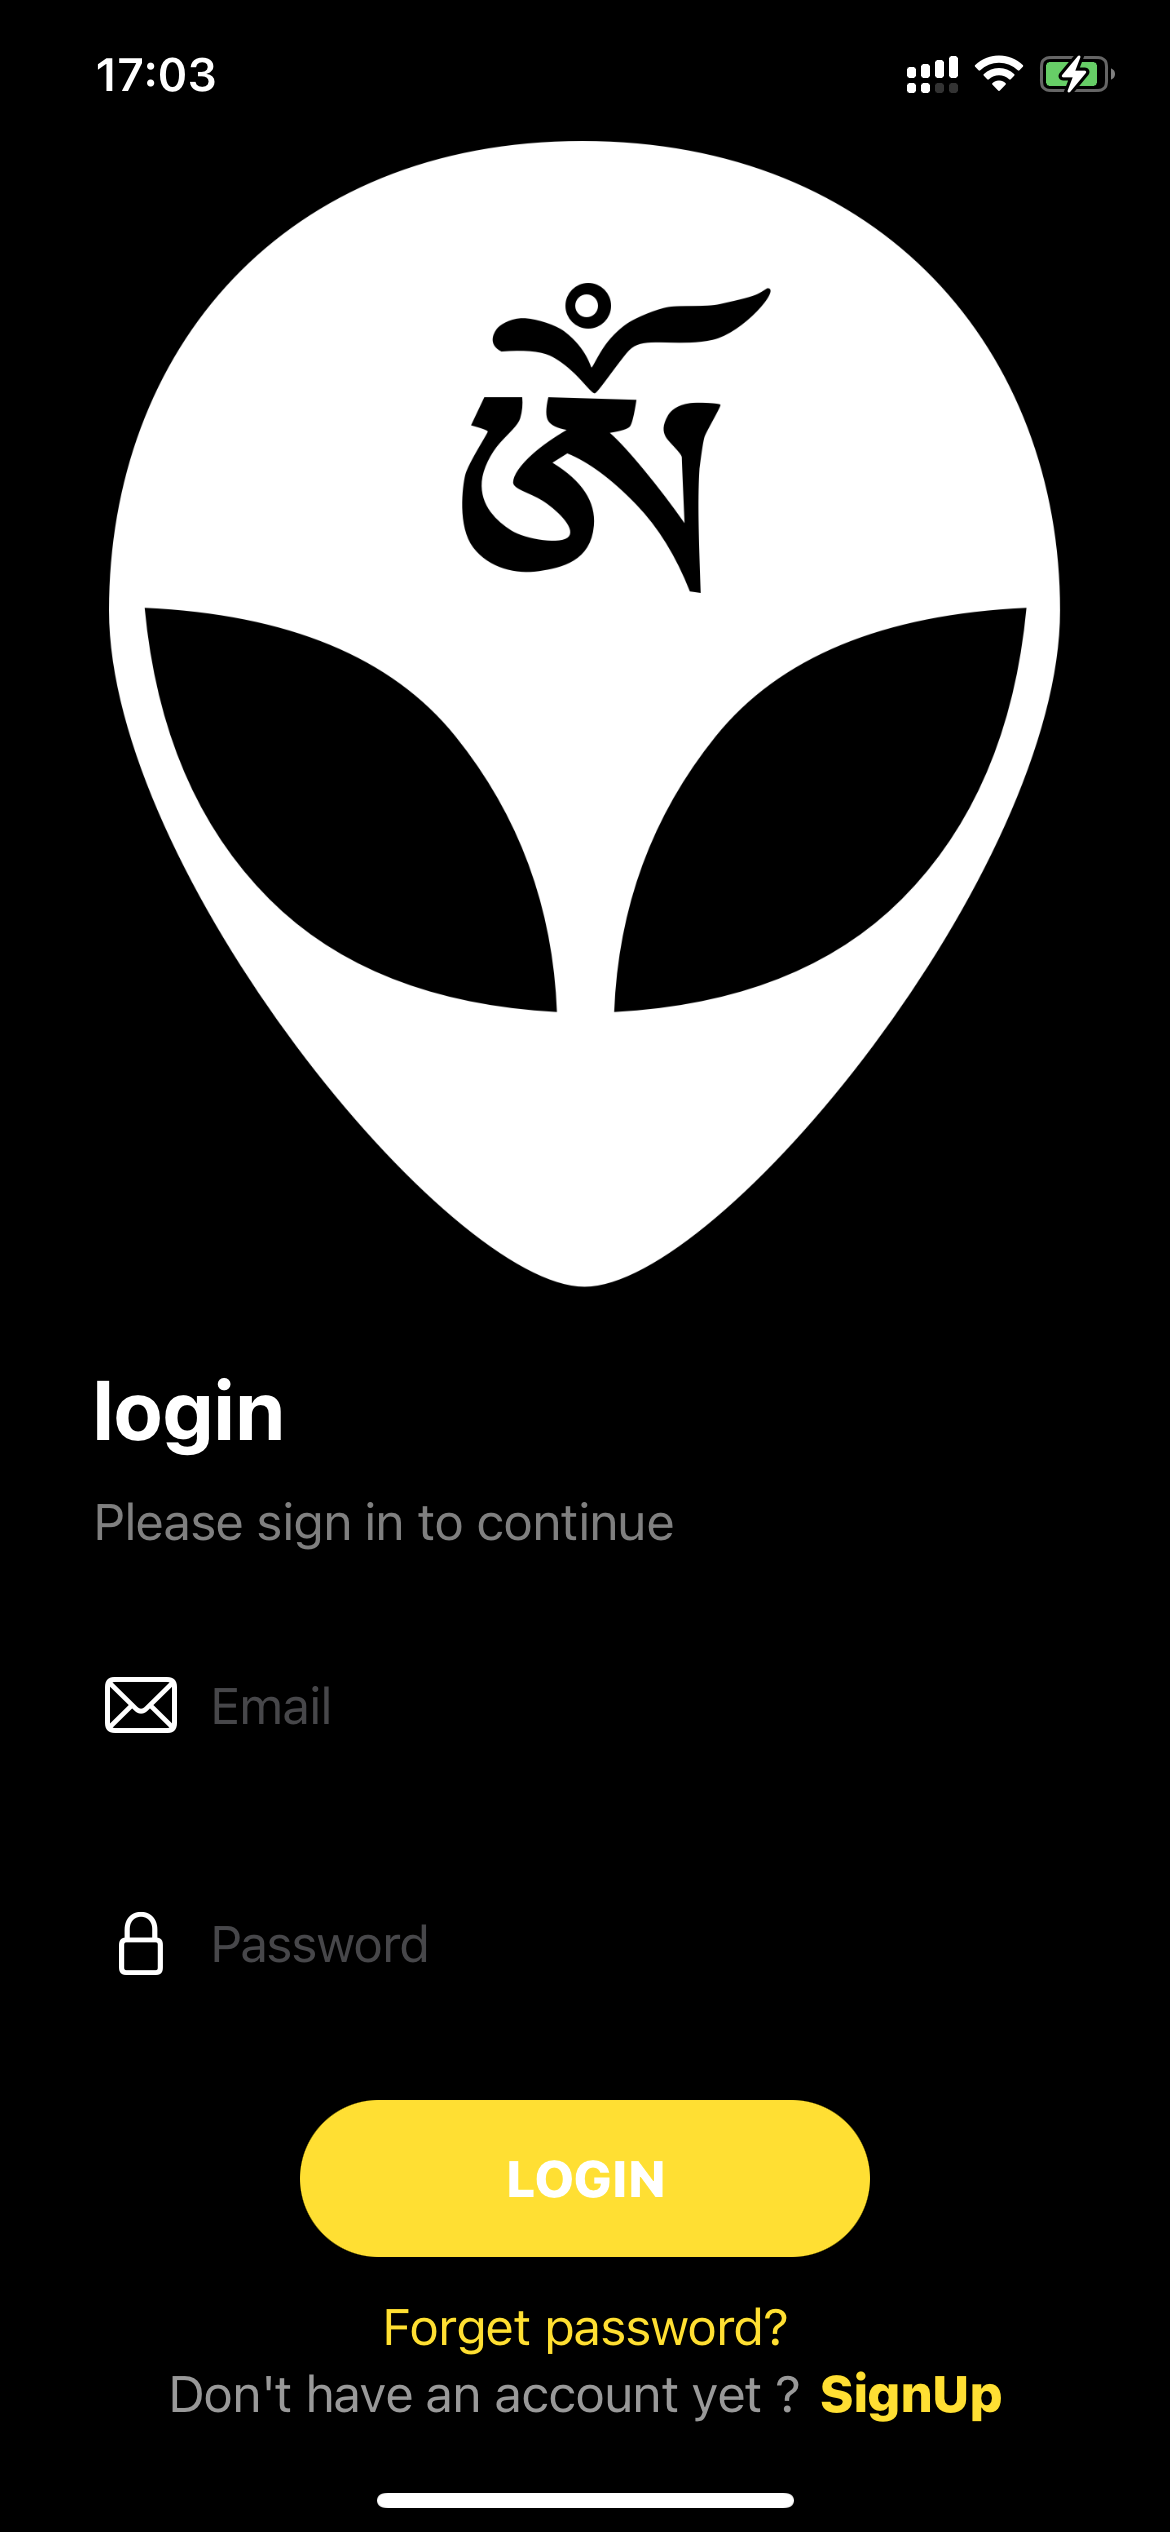 17:03
ༀ
login
Please sign in to continue
Email
Password
LOGIN
Forget password?
Don't have an account yet ? SignUp